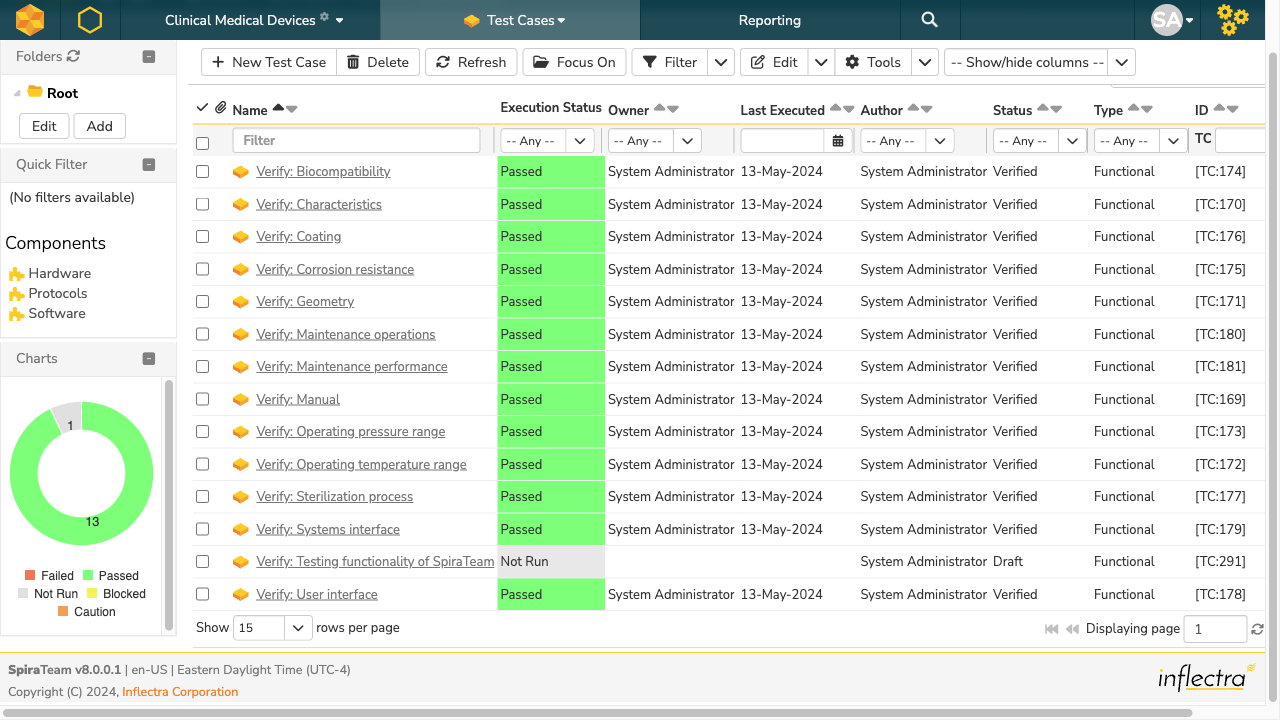 Clinical Medical Devices Test Cases Reporting SA
Folders
Root
Edit Add
Quick Filter
(No filters available)
Components
Hardware
Protocols
Software
Charts
1
13
Failed Passed
Not Run Blocked
Caution
New Test Case Delete Refresh Focus On Filter Edit Tools -- Show/hide columns --
Name Execution Status Owner Last Executed Author Status Type ID
Filter -- Any -- -- Any -- -- Any -- -- Any -- -- Any -- TC
Verify: Biocompatibility Passed System Administrator 13-May-2024 System Administrator Verified Functional [TC:174]
Verify: Characteristics Passed System Administrator 13-May-2024 System Administrator Verified Functional [TC:170]
Verify: Coating Passed System Administrator 13-May-2024 System Administrator Verified Functional [TC:176]
Verify: Corrosion resistance Passed System Administrator 13-May-2024 System Administrator Verified Functional [TC:175]
Verify: Geometry Passed System Administrator 13-May-2024 System Administrator Verified Functional [TC:171]
Verify: Maintenance operations Passed System Administrator 13-May-2024 System Administrator Verified Functional [TC:180]
Verify: Maintenance performance Passed System Administrator 13-May-2024 System Administrator Verified Functional [TC:181]
Verify: Manual Passed System Administrator 13-May-2024 System Administrator Verified Functional [TC:169]
Verify: Operating pressure range Passed System Administrator 13-May-2024 System Administrator Verified Functional [TC:173]
Verify: Operating temperature range Passed System Administrator 13-May-2024 System Administrator Verified Functional [TC:172]
Verify: Sterilization process Passed System Administrator 13-May-2024 System Administrator Verified Functional [TC:177]
Verify: Systems interface Passed System Administrator 13-May-2024 System Administrator Verified Functional [TC:179]
Verify: Testing functionality of SpiraTeam Not Run System Administrator Draft Functional [TC:291]
Verify: User interface Passed System Administrator 13-May-2024 System Administrator Verified Functional [TC:178]
Show 15 rows per page Displaying page 1
SpiraTeam v8.0.0.1 | en-US | Eastern Daylight Time (UTC-4)
Copyright (C) 2024, Inflectra Corporation
inflectra